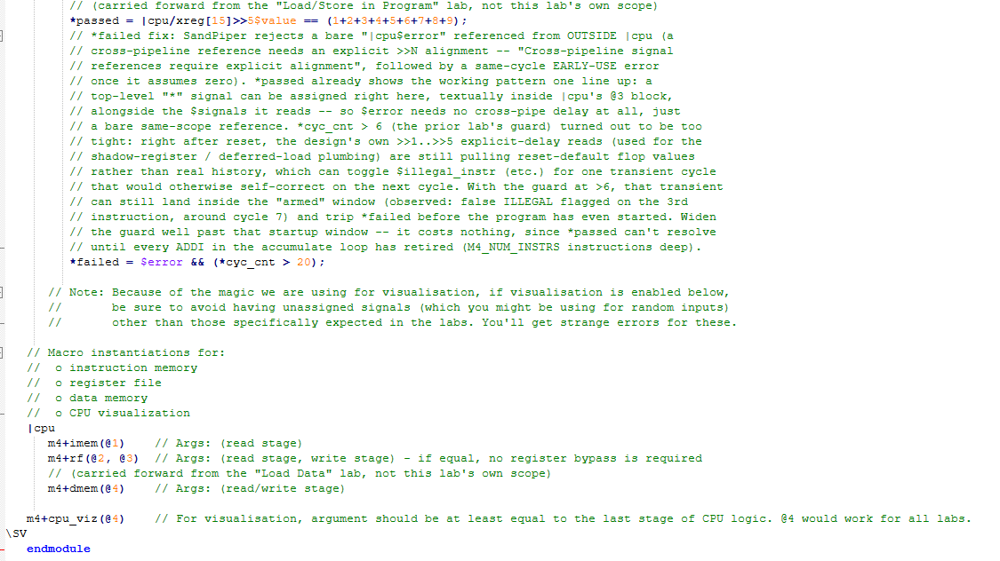 // (carried forward from the "Load/Store in Program" lab, not this lab's own scope)
*passed = |cpu/xreg[15]>>5$value == (1+2+3+4+5+6+7+8+9);
// *failed fix: SandPiper rejects a bare "|cpu$error" referenced from OUTSIDE |cpu (a
// cross-pipeline reference needs an explicit >>N alignment -- "Cross-pipeline signal
// references require explicit alignment", followed by a same-cycle EARLY-USE error
// once it assumes zero). *passed already shows the working pattern one line up: a
// top-level "*" signal can be assigned right here, textually inside |cpu's @3 block,
// alongside the $signals it reads -- so $error needs no cross-pipe delay at all, just
// a bare same-scope reference. *cyc_cnt > 6 (the prior lab's guard) turned out to be too
// tight: right after reset, the design's own >>1..>>5 explicit-delay reads (used for the
// shadow-register / deferred-load plumbing) are still pulling reset-default flop values
// rather than real history, which can toggle $illegal_instr (etc.) for one transient cycle
// that would otherwise self-correct on the next cycle. With the guard at >6, that transient
// can still land inside the "armed" window (observed: false ILLEGAL flagged on the 3rd
// instruction, around cycle 7) and trip *failed before the program has even started. Widen
// the guard well past that startup window -- it costs nothing, since *passed can't resolve
// until every ADDI in the accumulate loop has retired (M4_NUM_INSTRS instructions deep).
*failed = $error && (*cyc_cnt > 20);
// Note: Because of the magic we are using for visualisation, if visualisation is enabled below,
//       be sure to avoid having unassigned signals (which you might be using for random inputs)
//       other than those specifically expected in the labs. You'll get strange errors for these.
// Macro instantiations for:
//  o instruction memory
//  o register file
//  o data memory
//  o CPU visualization
|cpu
m4+imem(@1)    // Args: (read stage)
m4+rf(@2, @3)  // Args: (read stage, write stage) - if equal, no register bypass is required
// (carried forward from the "Load Data" lab, not this lab's own scope)
m4+dmem(@4)    // Args: (read/write stage)
m4+cpu_viz(@4)    // For visualisation, argument should be at least equal to the last stage of CPU logic. @4 would work for all labs.
\SV
endmodule